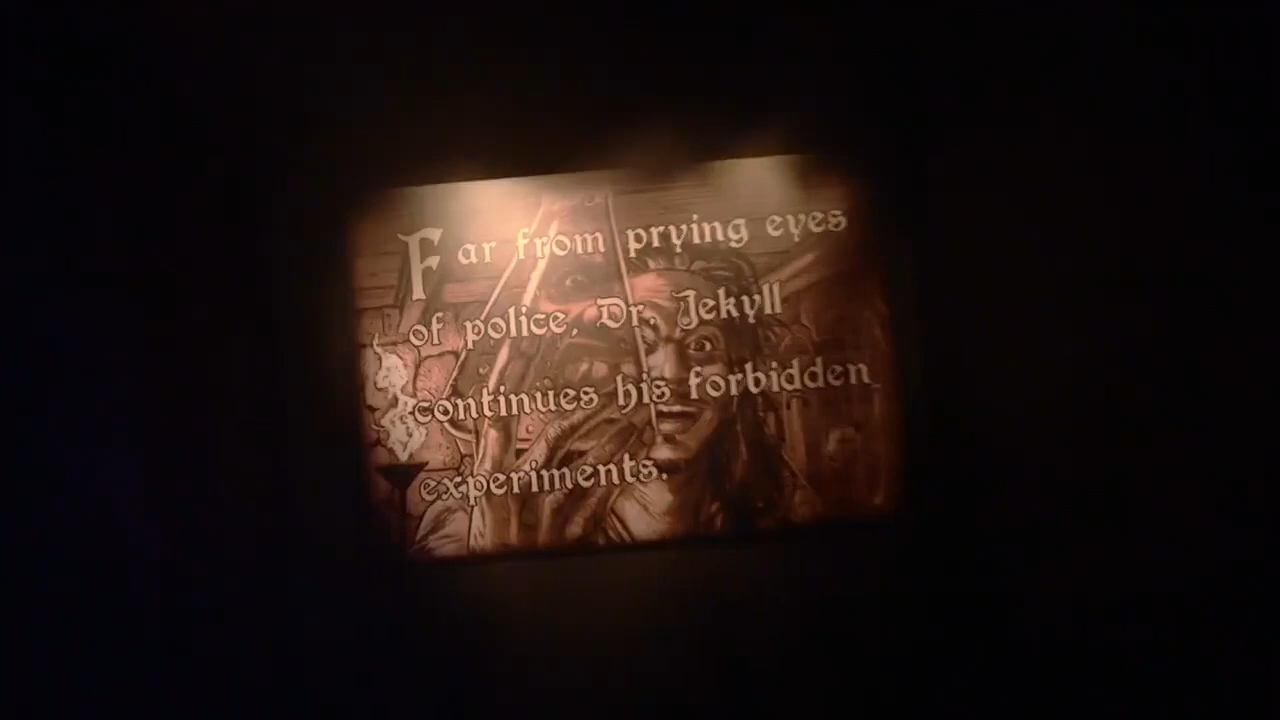 Far from prying eyes
of police, Dr. Jekyll
continues his forbidden
experiments.